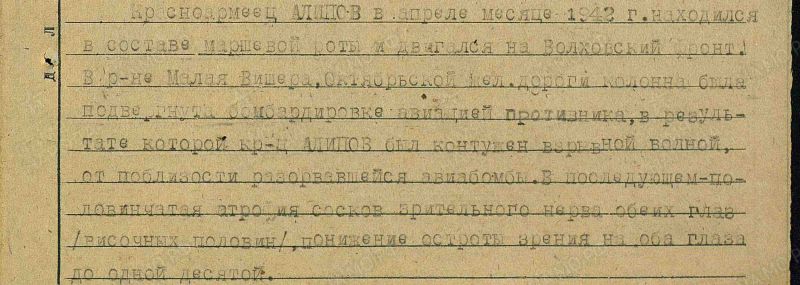 Красноармеец АЛИПОВ в апреле месяце 1942 г.находился
в составе маршевой роты и двигался на Волховский фронт.
В р-не Малая Вишера,Октябрьской жел.дороги колонна была
подвергнута бомбардировке авиацией противника,в резуль-
тате которой кр-ц АЛИПОВ был контужен взрывной волной,
от поблизости разорвавшейся авиабомбы.В последующем-по-
ловинчатая атрофия сосков зрительного нерва обеих глаз
/височных половин/,понижение остроты зрения на оба глаза
до одной десятой.